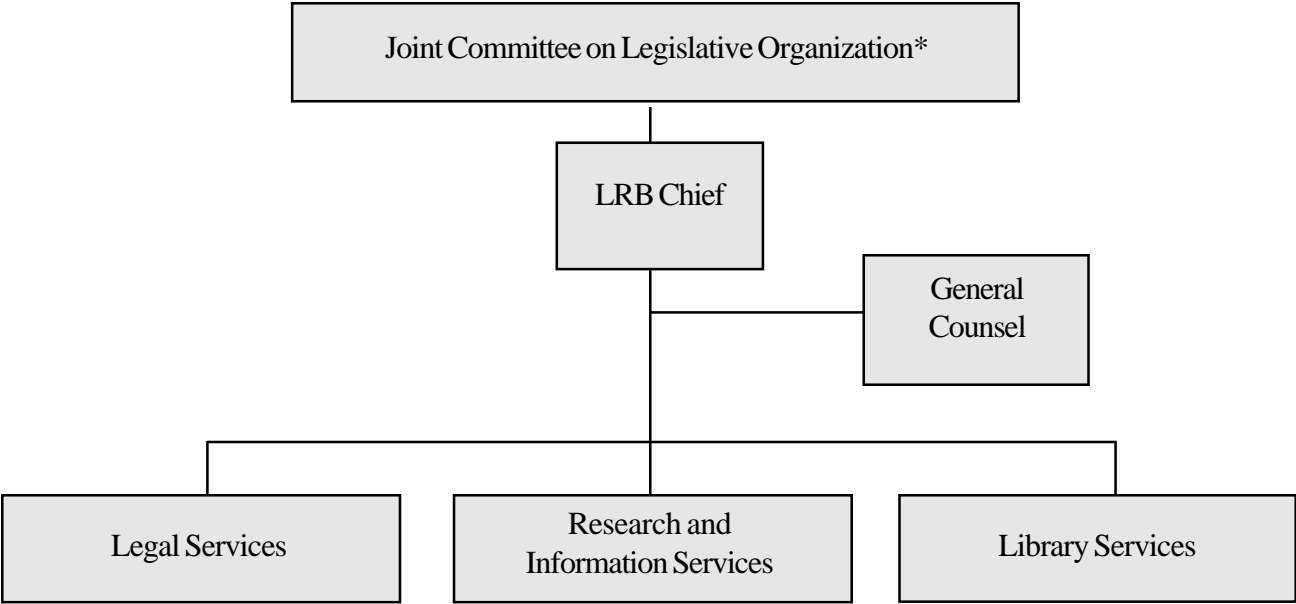 Joint Committee on Legislative Organization*
LRB Chief
General
Counsel
Legal Services
Research and
Information Services
Library Services